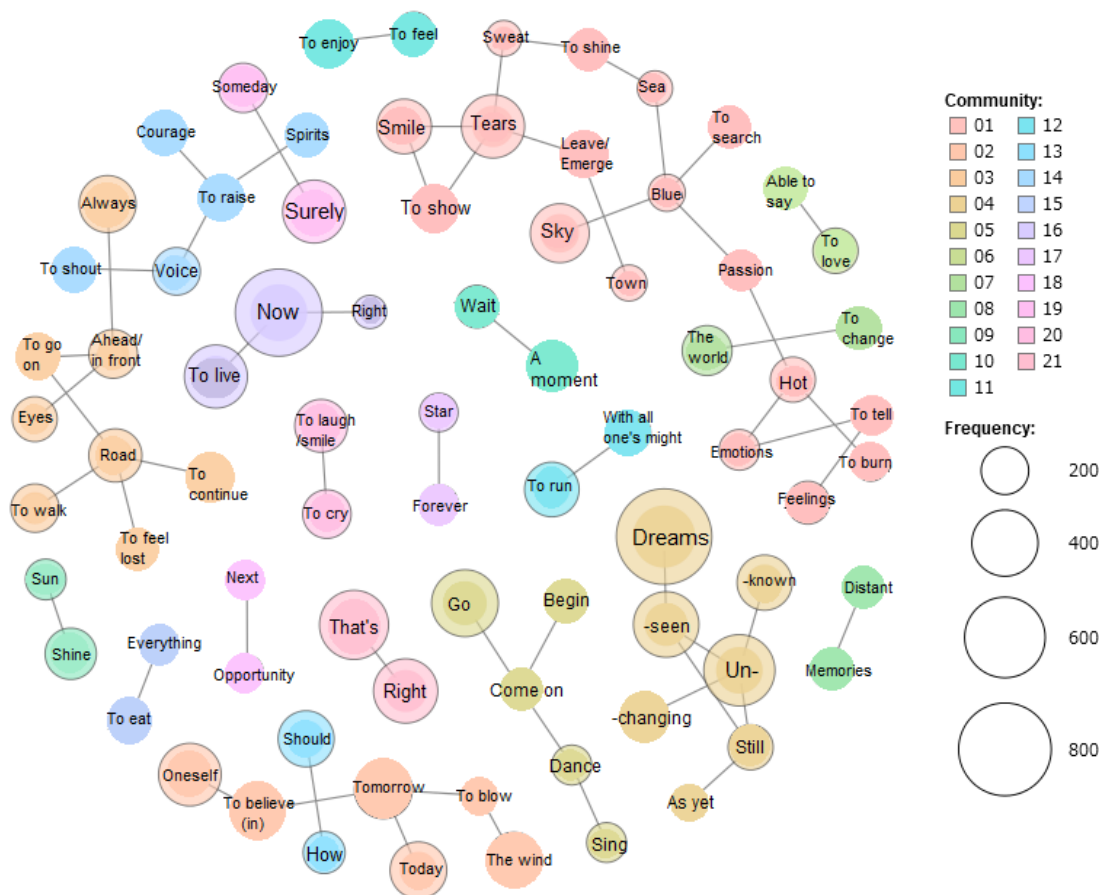 To enjoy
To feel
Sweat
To shine
Sea
Someday
Smile
Tears
To
search
Courage
Spirits
Leave/
Emerge
To raise
Blue
Able to
say
Always
Surely
To show
Sky
To
love
To shout
Voice
Town
Passion
Now
Right
Wait
The
world
To
change
To go
on
Ahead/
in front
To live
A
moment
Hot
Eyes
To laugh
/smile
Star
With all
one's might
To tell
Road
Emotions
To burn
To walk
To
continue
To cry
Forever
To run
Feelings
To feel
lost
Dreams
Sun
Next
Go
Begin
-known
Distant
Shine
Everything
That's
-seen
Opportunity
Right
Come on
Un-
Memories
To eat
-changing
Should
Still
Oneself
Tomorrow
Dance
To believe
(in)
To blow
As yet
How
Today
The wind
Sing
Community:
01 12
02 13
03 14
04 15
05 16
06 17
07 18
08 19
09 20
10 21
11
Frequency:
200
400
600
800